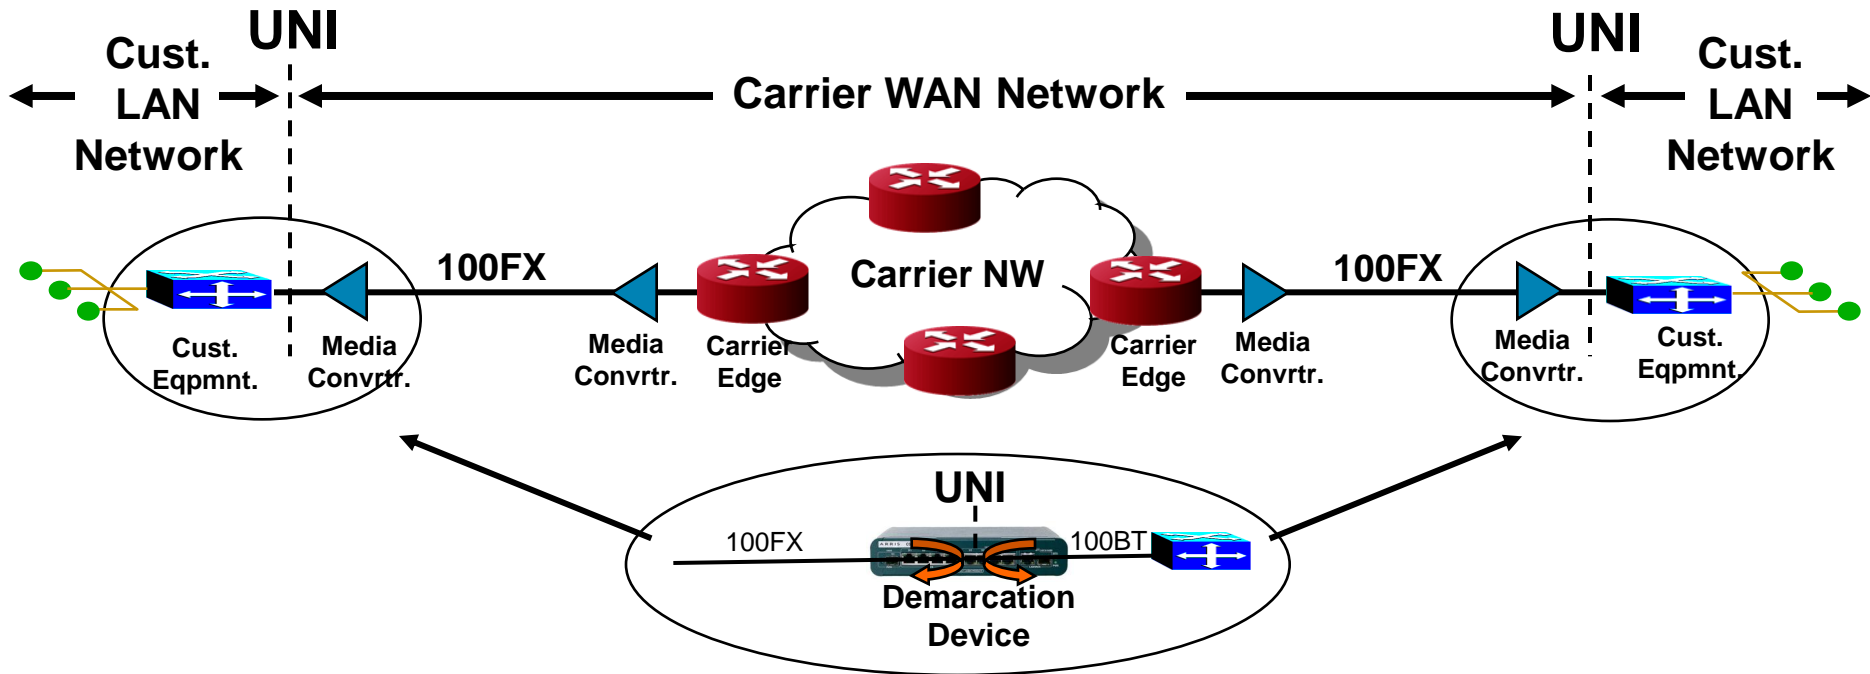 UNI
UNI
Cust.
LAN
Network
Carrier WAN Network
Cust.
LAN
Network
100FX
Carrier NW
100FX
Cust.
Eqpmnt.
Media
Convrtr.
Media
Convrtr.
Carrier
Edge
Carrier
Edge
Media
Convrtr.
Media
Convrtr.
Cust.
Eqpmnt.
UNI
100FX
ARRIS
100BT
Demarcation
Device